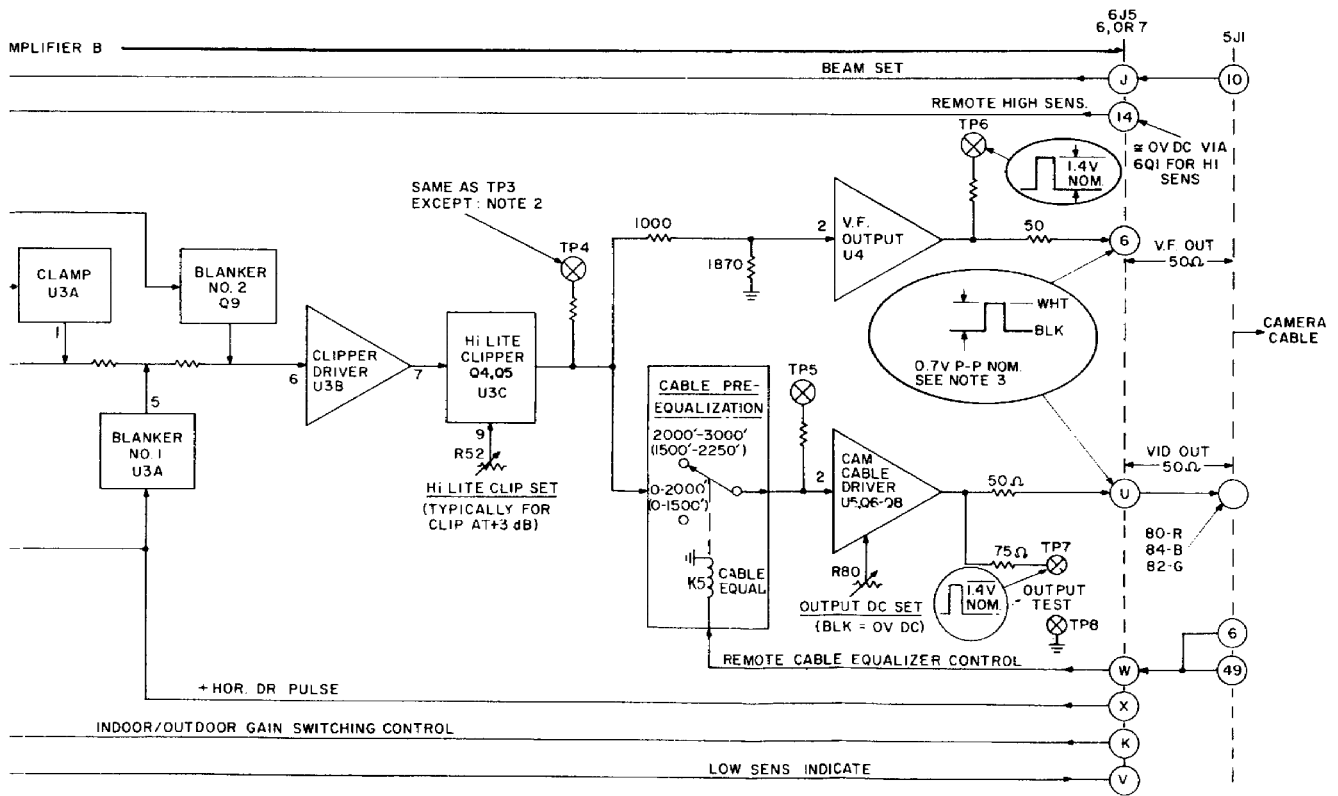 6J5
6, OR 7
5J1
MPLIFIER B
BEAM SET
J
10
REMOTE HIGH SENS.
14
TP6
≅ 0V DC VIA
6Q1 FOR HI
SENS
1.4V
NOM.
SAME AS TP3
EXCEPT: NOTE 2
TP4
1000
1870
2
V.F.
OUTPUT
U4
50
6
V.F. OUT
50Ω
CLAMP
U3A
1
BLANKER
NO. 2
Q9
WHT
BLK
0.7V P-P NOM.
SEE NOTE 3
CAMERA
CABLE
6
CLIPPER
DRIVER
U3B
7
Hi LITE
CLIPPER
Q4,Q5
U3C
9
R52
Hi LITE CLIP SET
(TYPICALLY FOR
CLIP AT +3 dB)
5
BLANKER
NO. 1
U3A
CABLE PRE-
EQUALIZATION
2000'-3000'
(1500'-2250')
0-2000'
(0-1500')
K5
CABLE
EQUAL
TP5
2
CAM
CABLE
DRIVER
U5,Q6-Q8
50Ω
U
VID OUT
50Ω
80-R
84-B
82-G
R80
OUTPUT DC SET
(BLK = 0V DC)
75Ω
TP7
1.4V
NOM.
OUTPUT
TEST
TP8
6
REMOTE CABLE EQUALIZER CONTROL
W
49
+ HOR. DR PULSE
X
INDOOR/OUTDOOR GAIN SWITCHING CONTROL
K
LOW SENS INDICATE
V